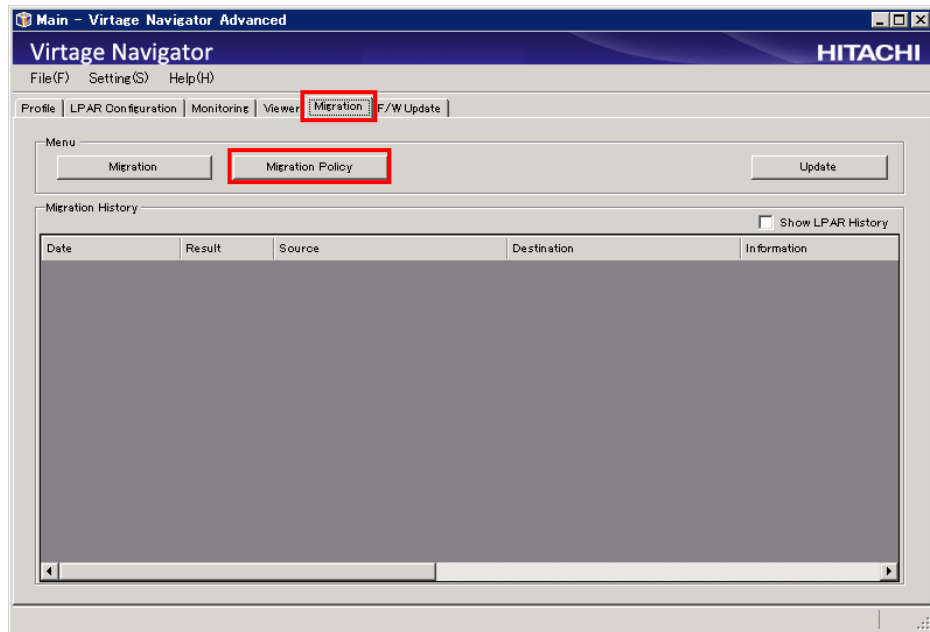 Main - Virtage Navigator Advanced
Virtage Navigator HITACHI
File(F) Setting(S) Help(H)
Profile LPAR Configuration Monitoring Viewer Migration F/W Update
Menu
Migration Migration Policy Update
Migration History
Show LPAR History
Date Result Source Destination Information